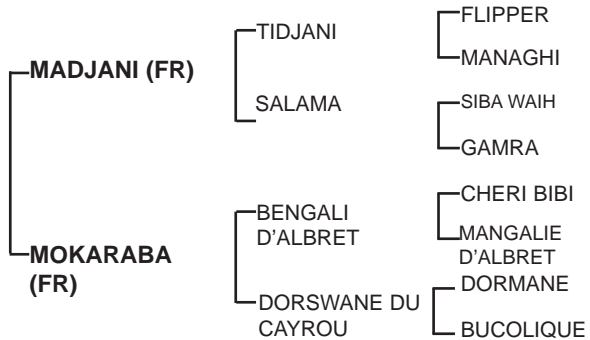 FLIPPER
TIDJANI
MANAGHI
MADJANI (FR)
SIBA WAIH
SALAMA
GAMRA
CHERI BIBI
BENGALI
D'ALBRET
MANGALIE
D'ALBRET
MOKARABA
(FR)
DORMANE
DORSWANE DU
CAYROU
BUCOLIQUE